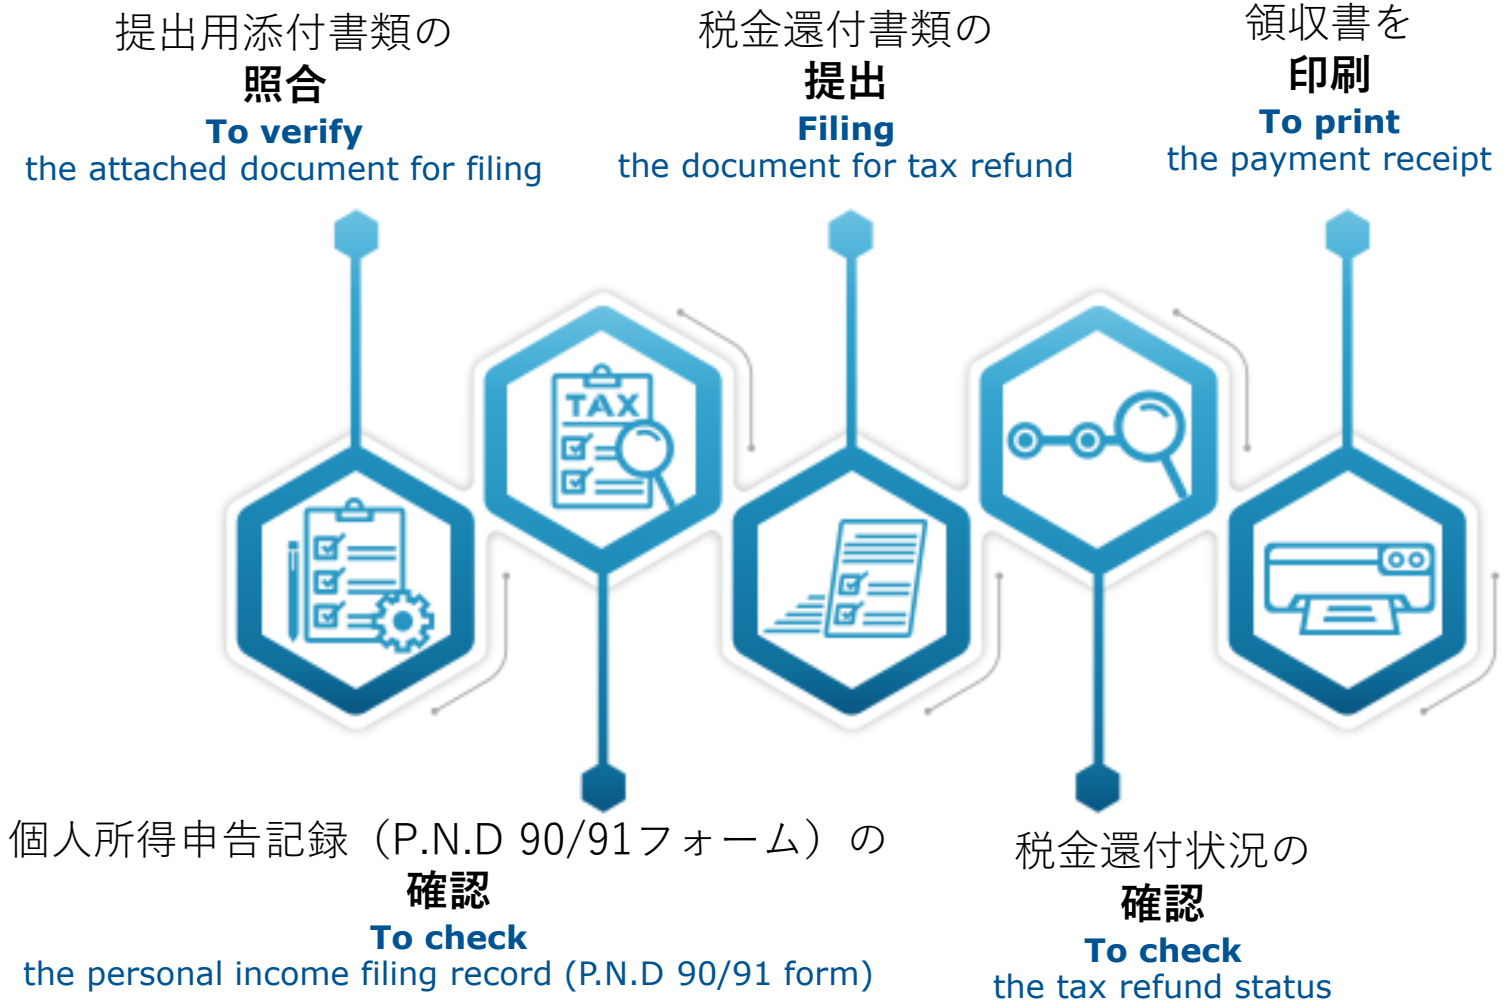 提出用添付書類の
照合
To verify
the attached document for filing
税金還付書類の
提出
Filing
the document for tax refund
領収書を
印刷
To print
the payment receipt
TAX
個人所得申告記録（P.N.D 90/91フォーム）の
確認
To check
the personal income filing record (P.N.D 90/91 form)
税金還付状況の
確認
To check
the tax refund status